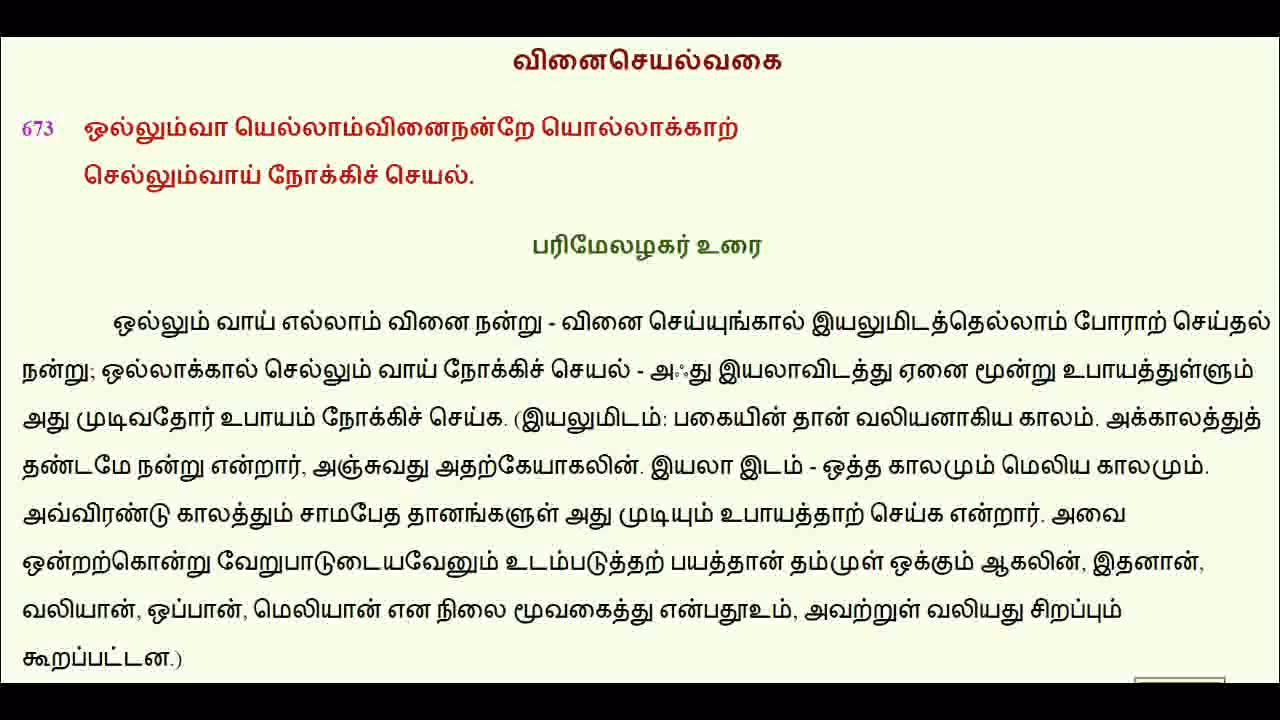 வினைசெயல்வகை
673 ஒல்லும்வா யெல்லாம்வினைநன்றே யொல்லாக்காற்
செல்லும்வாய் நோக்கிச் செயல்.
பரிமேலழகர் உரை
ஒல்லும் வாய் எல்லாம் வினை நன்று - வினை செய்யுங்கால் இயலுமிடத்தெல்லாம் போராற் செய்தல்
நன்று; ஒல்லாக்கால் செல்லும் வாய் நோக்கிச் செயல் - அஃது இயலாவிடத்து ஏனை மூன்று உபாயத்துள்ளும்
அது முடிவதோர் உபாயம் நோக்கிச் செய்க. (இயலுமிடம்: பகையின் தான் வலியனாகிய காலம். அக்காலத்துத்
தண்டமே நன்று என்றார், அஞ்சுவது அதற்கேயாகலின். இயலா இடம் - ஒத்த காலமும் மெலிய காலமும்.
அவ்விரண்டு காலத்தும் சாமபேத தானங்களுள் அது முடியும் உபாயத்தாற் செய்க என்றார். அவை
ஒன்றற்கொன்று வேறுபாடுடையவேனும் உடம்படுத்தற் பயத்தான் தம்முள் ஒக்கும் ஆகலின், இதனான்,
வலியான், ஒப்பான், மெலியான் என நிலை மூவகைத்து என்பதூஉம், அவற்றுள் வலியது சிறப்பும்
கூறப்பட்டன.)